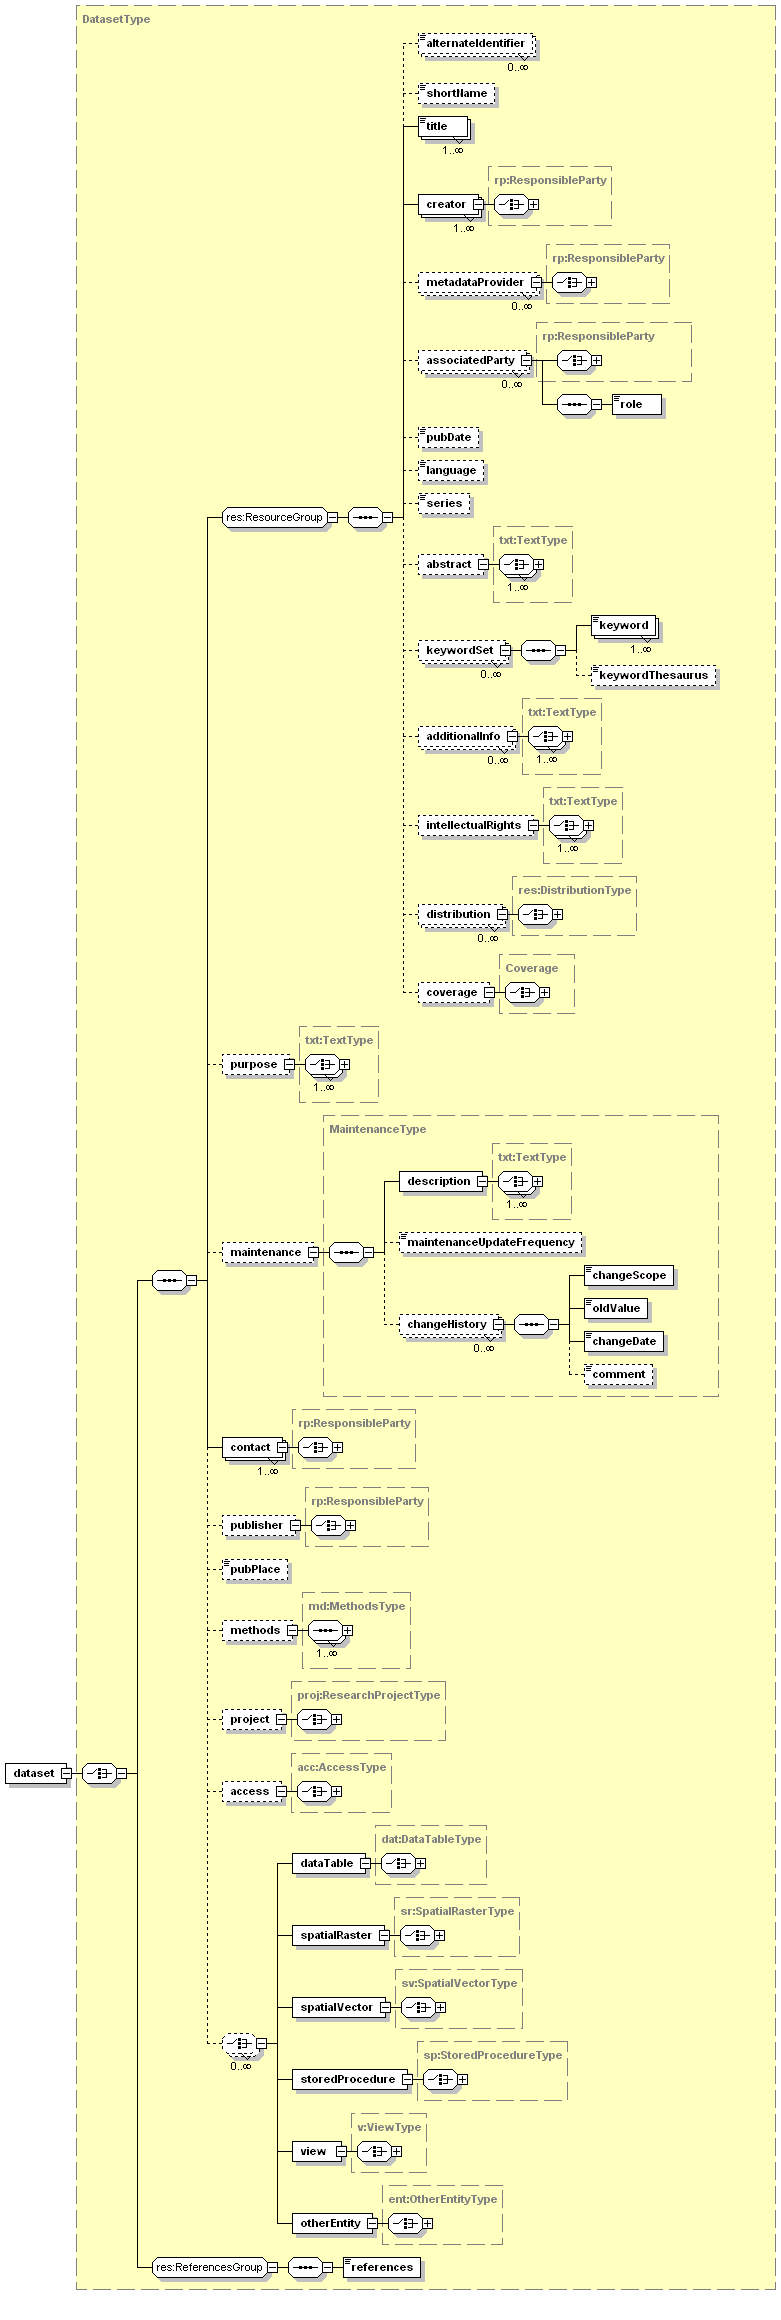 DatasetType
alternateIdentifier
0..∞
shortName
title
1..∞
rp:ResponsibleParty
creator
1..∞
rp:ResponsibleParty
metadataProvider
0..∞
rp:ResponsibleParty
associatedParty
0..∞
role
pubDate
language
series
res:ResourceGroup
txt:TextType
abstract
1..∞
keyword
1..∞
keywordSet
0..∞
keywordThesaurus
txt:TextType
additionalInfo
0..∞
1..∞
txt:TextType
intellectualRights
1..∞
res:DistributionType
distribution
0..∞
Coverage
coverage
txt:TextType
purpose
1..∞
MaintenanceType
txt:TextType
description
1..∞
maintenanceUpdateFrequency
maintenance
changeScope
oldValue
changeHistory
0..∞
changeDate
comment
rp:ResponsibleParty
contact
1..∞
rp:ResponsibleParty
publisher
pubPlace
md:MethodsType
methods
1..∞
proj:ResearchProjectType
project
dataset
acc:AccessType
access
dat:DataTableType
dataTable
sr:SpatialRasterType
spatialRaster
sv:SpatialVectorType
spatialVector
0..∞
sp:StoredProcedureType
storedProcedure
v:ViewType
view
ent:OtherEntityType
otherEntity
res:ReferencesGroup
references